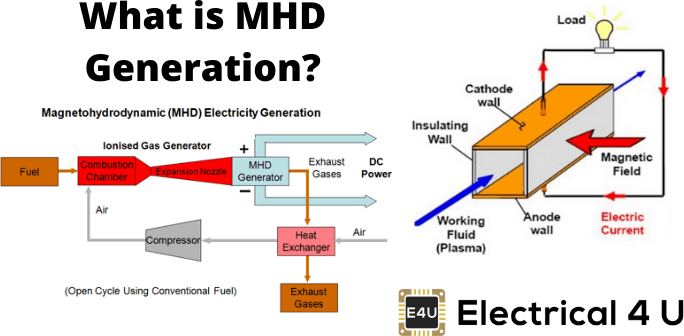 What is MHD
Generation?
Magnetohydrodynamic (MHD) Electricity Generation
Ionised Gas Generator
Fuel
Combustion
Chamber
Expansion Nozzle
+
MHD
Generator
−
Exhaust
Gases
DC
Power
Air
Compressor
Heat
Exchanger
Air
(Open Cycle Using Conventional Fuel)
Exhaust
Gases
Load
Cathode
wall
Insulating
Wall
Magnetic
Field
Working
Fluid
(Plasma)
Anode
wall
Electric
Current
E4U
Electrical 4 U